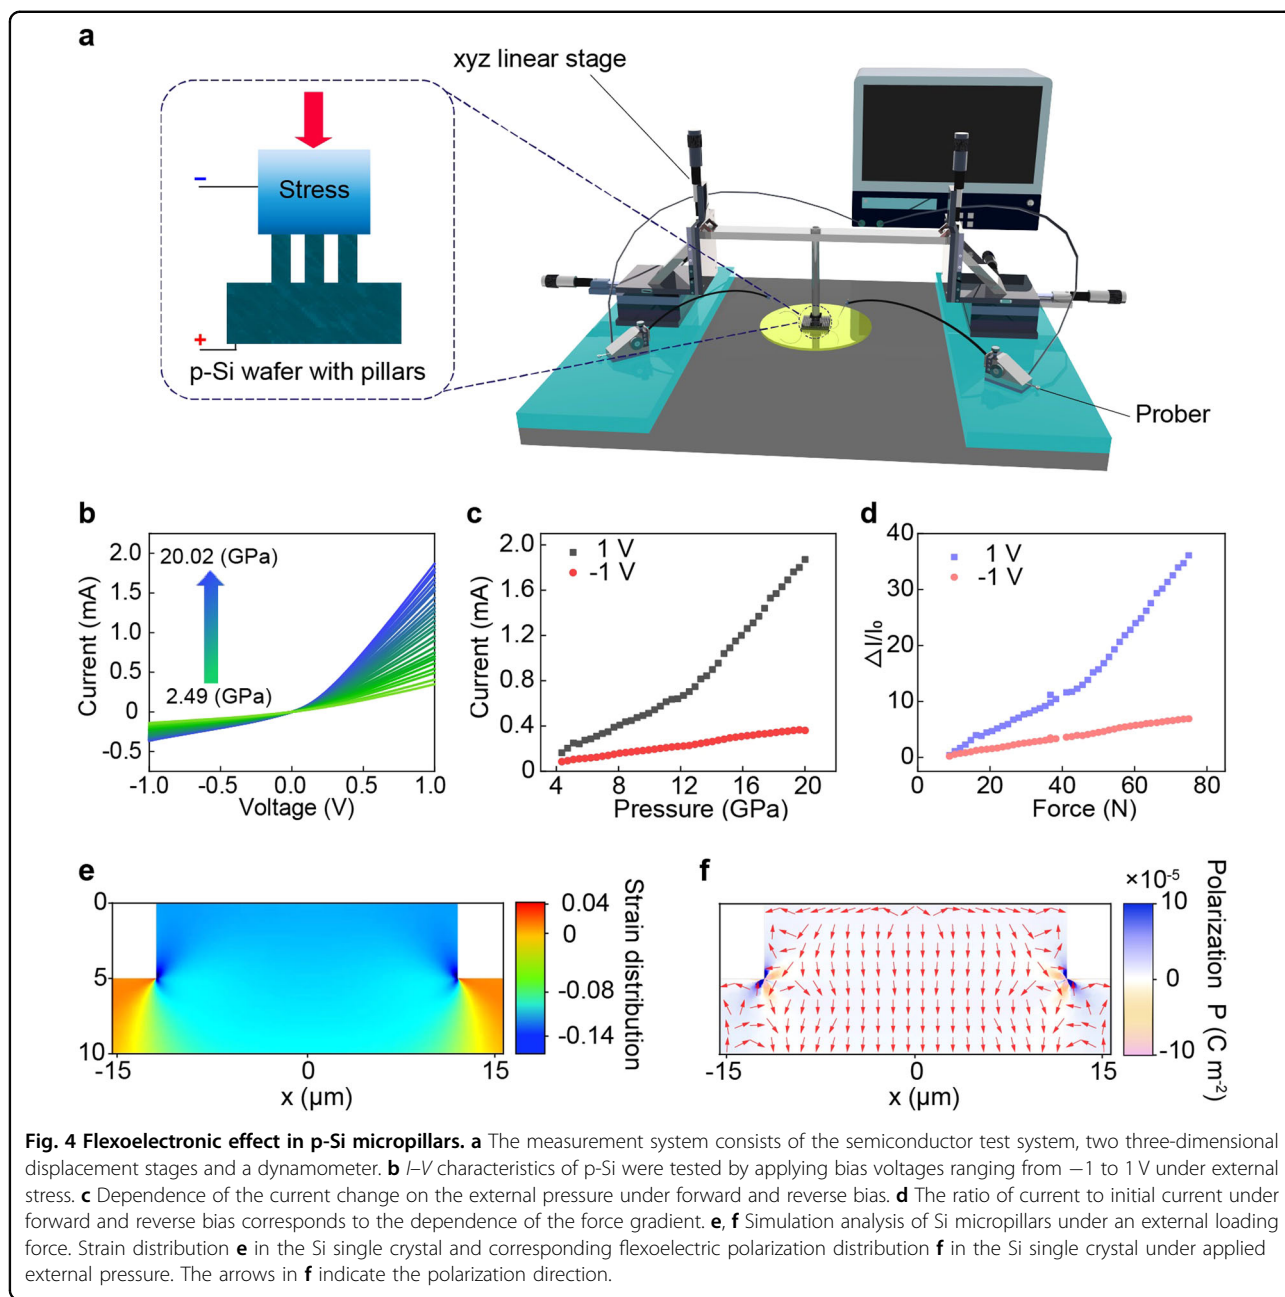 a
xyz linear stage
Stress
−
+
p-Si wafer with pillars
Prober
b
Current (mA)
2.0
1.5
1.0
0.5
0
-0.5
20.02 (GPa)
2.49 (GPa)
-1.0 -0.5 0.0 0.5 1.0
Voltage (V)
c
Current (mA)
2.0
1.6
1.2
0.8
0.4
0
1 V
-1 V
4 8 12 16 20
Pressure (GPa)
d
ΔI/I₀
40
30
20
10
0
1 V
-1 V
0 20 40 60 80
Force (N)
e
0
5
10
-15 0 15
x (μm)
0.04
0
-0.08
-0.14
Strain distribution
f
-15 0 15
x (μm)
×10⁻⁵
10
0
-10
Polarization P (C m⁻²)
Fig. 4 Flexoelectronic effect in p-Si micropillars. a The measurement system consists of the semiconductor test system, two three-dimensional
displacement stages and a dynamometer. b I–V characteristics of p-Si were tested by applying bias voltages ranging from −1 to 1 V under external
stress. c Dependence of the current change on the external pressure under forward and reverse bias. d The ratio of current to initial current under
forward and reverse bias corresponds to the dependence of the force gradient. e, f Simulation analysis of Si micropillars under an external loading
force. Strain distribution e in the Si single crystal and corresponding flexoelectric polarization distribution f in the Si single crystal under applied
external pressure. The arrows in f indicate the polarization direction.